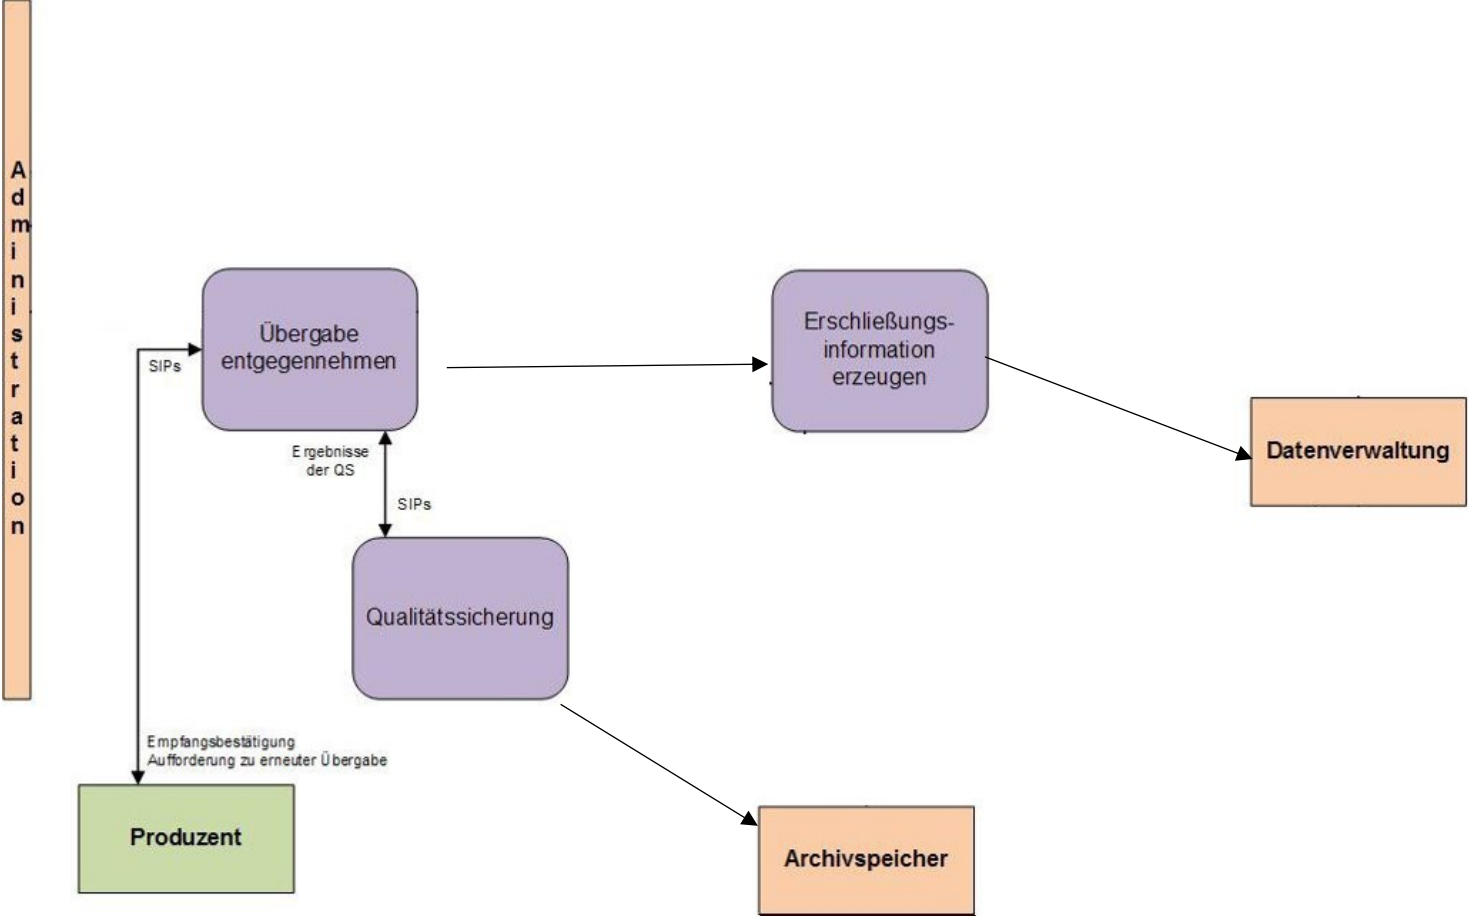 Administration
Übergabe
entgegennehmen
Erschließungs-
information
erzeugen
SIPs
Datenverwaltung
Ergebnisse
der QS
SIPs
Qualitätssicherung
Empfangsbestätigung
Aufforderung zu erneuter Übergabe
Produzent
Archivspeicher